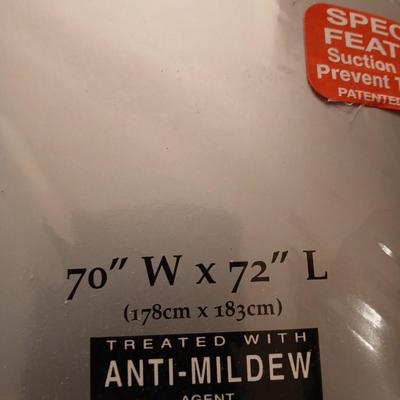 SPEC
FEAT
Suction
Prevent T
PATENTED
70" W x 72" L
(178cm x 183cm)
TREATED WITH
ANTI-MILDEW
AGENT